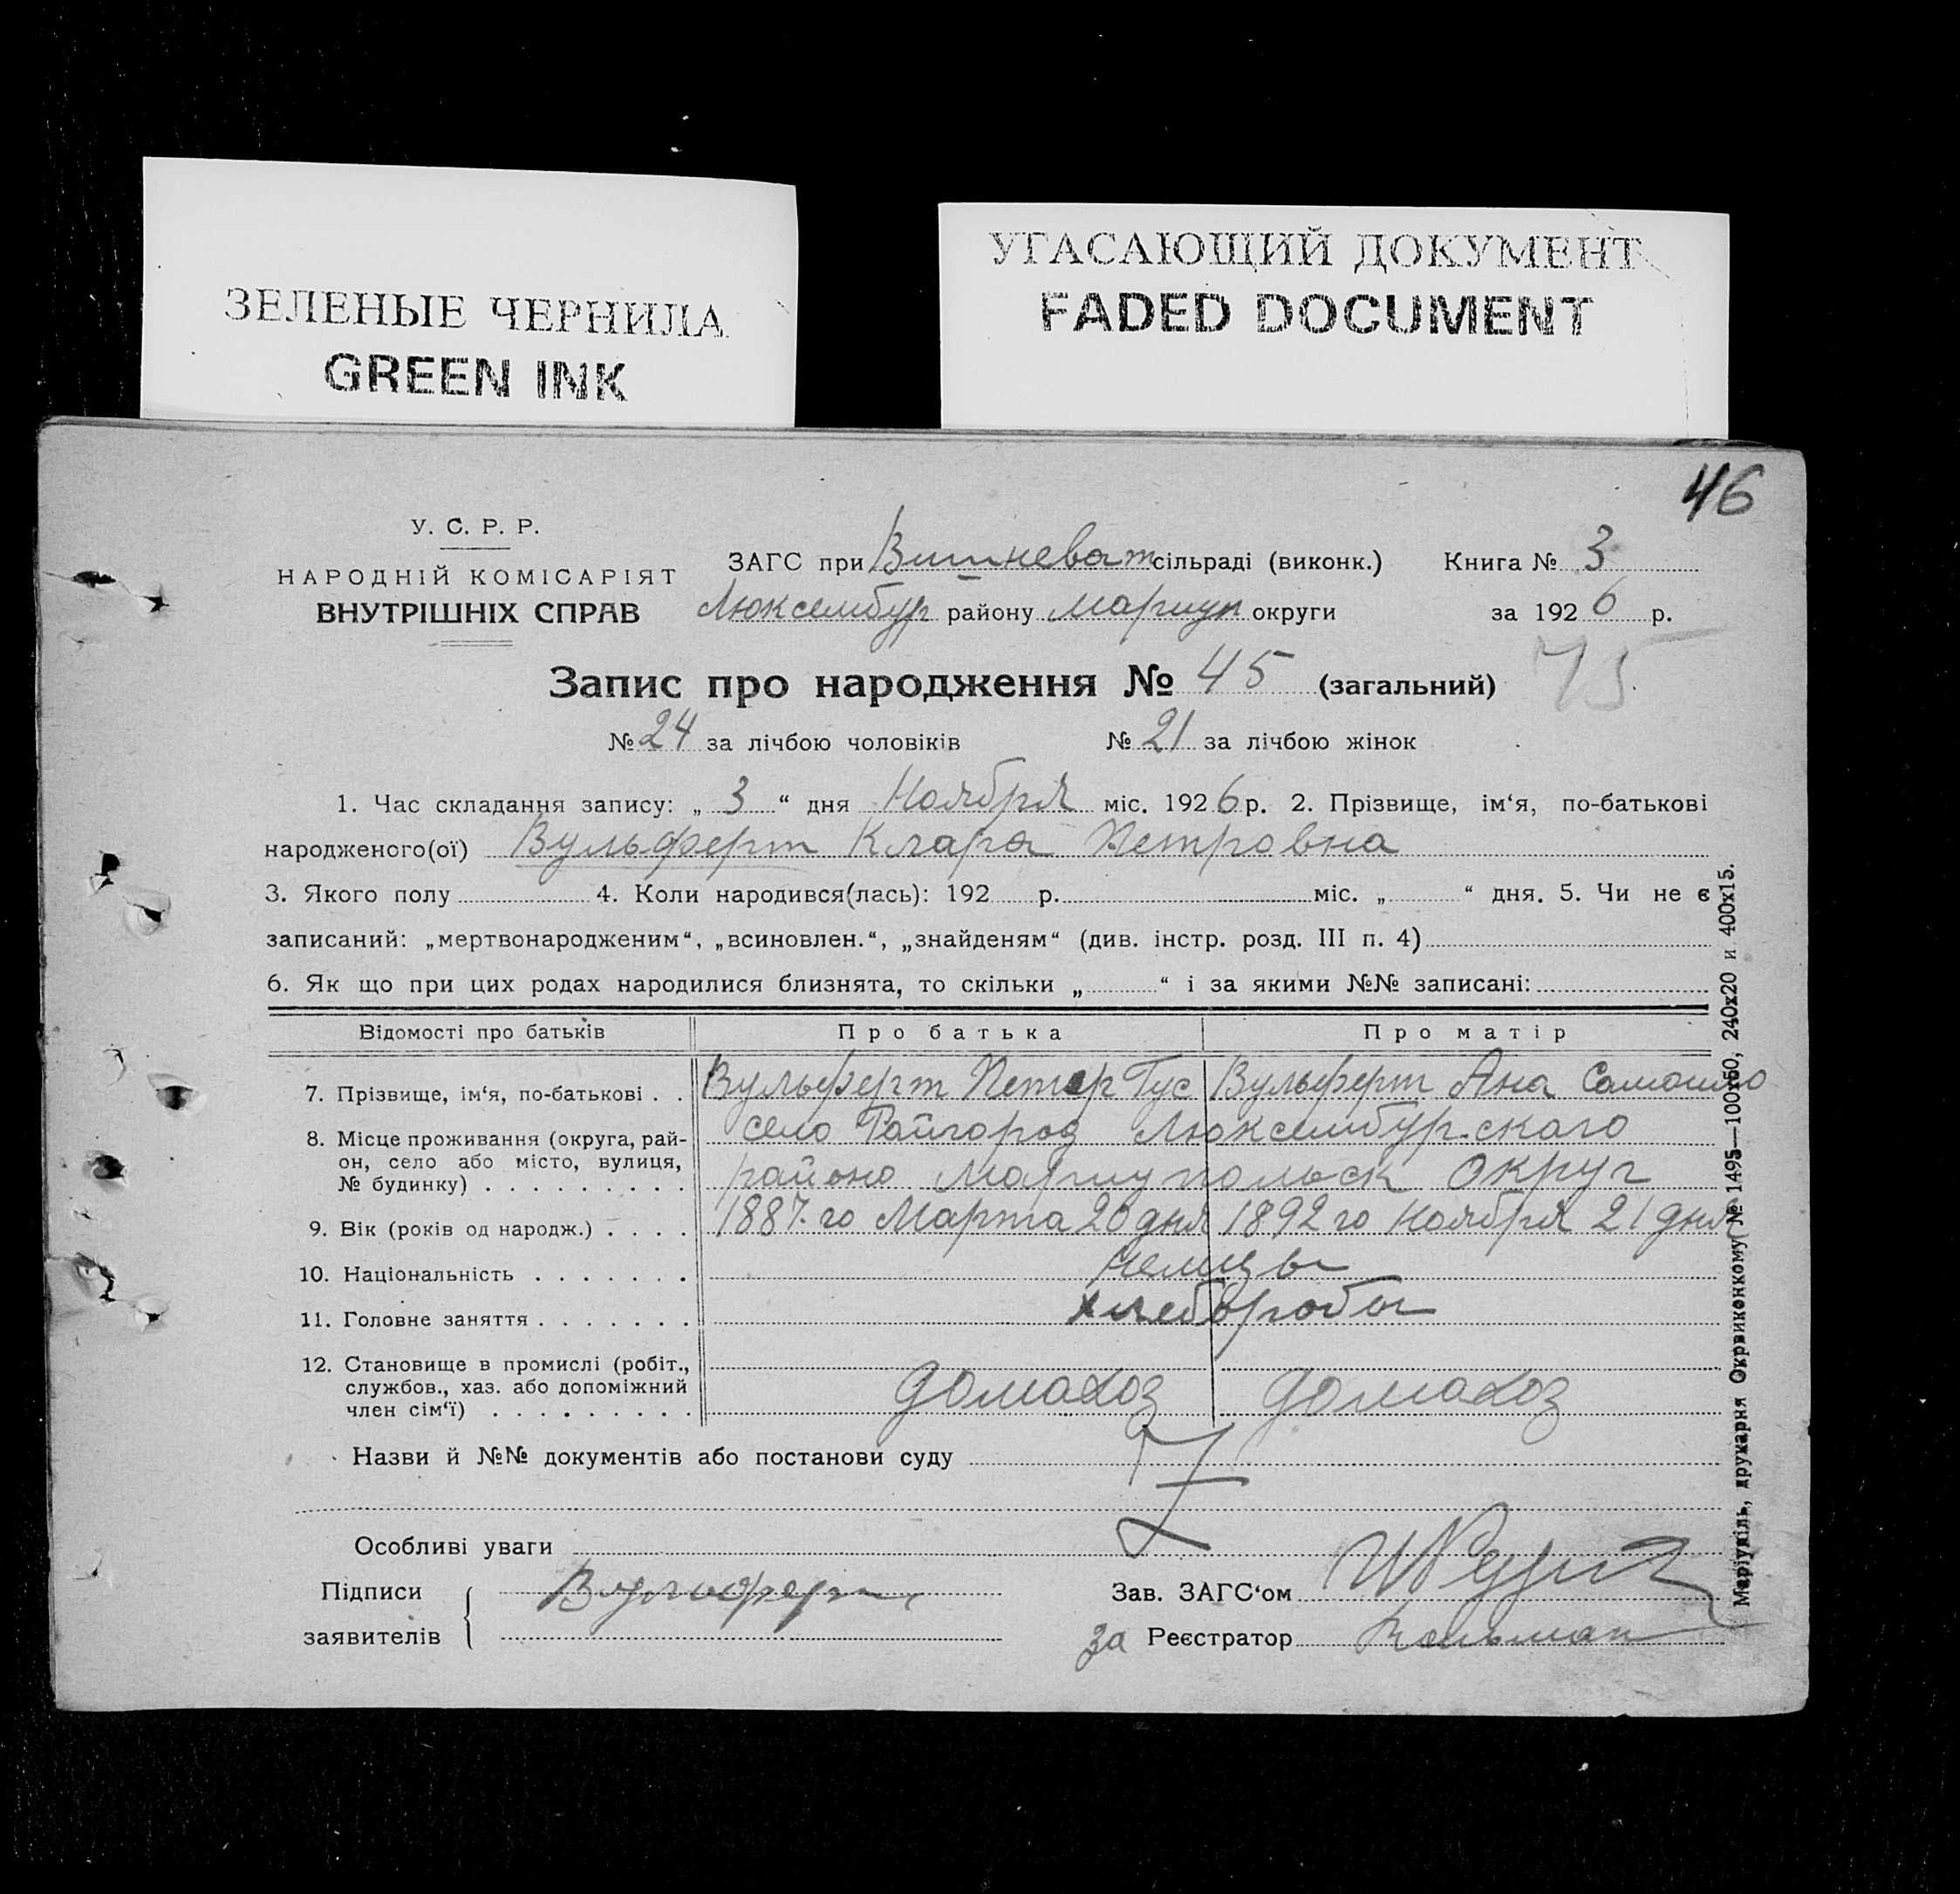 ЗЕЛЕНЫЕ ЧЕРНИЛА
GREEN INK
УГАСАЮЩИЙ ДОКУМЕНТ
FADED DOCUMENT
46
У. С. Р. Р.
НАРОДНІЙ КОМІСАРІЯТ
ВНУТРІШНІХ СПРАВ
ЗАГС при Вишневат сільраді (виконк.) Книга № 3
Люксембург району Мариуп округи за 1926 р.
Запис про народження № 45 (загальний) 75
№ 24 за лічбою чоловіків № 21 за лічбою жінок
1. Час складання запису: „ 3 “ дня Ноября міс. 1926 р. 2. Прізвище, ім‘я, по-батькові
народженого(ої) Вульферт Клара Петровна
3. Якого полу 4. Коли народився(лась): 192 р. міс. „ “ дня. 5. Чи не є
записаний: „мертвонародженим“, „всиновлен.“, „знайденям“ (див. інстр. розд. III п. 4)
6. Як що при цих родах народилися близнята, то скільки „ “ і за якими №№ записані:
Відомості про батьків Про батька Про матір
7. Прізвище, ім‘я, по-батькові . . Вульферт Петер Гус Вульферт Ана
8. Місце проживання (округа, рай- село Райгород Люксембургскаго
он, село або місто, вулиця, района Мариупольск Округ
№ будинку) . . . . . . . . .
9. Вік (років од народж.) . . . . 1887 го Марта 20 дня 1892 го Ноября 21 дня
10. Національність . . . . . . . немцы
11. Головне заняття . . . . . . . хлеборобы
12. Становище в промислі (робіт.,
службов., хаз. або допоміжний
член сім‘ї) . . . . . . . . . домахоз домахоз
Назви й №№ документів або постанови суду
Особливі уваги
Підписи Вульферт Зав. ЗАГС‘ом
заявителів за Реєстратор Кольман
Маріупіль, друкарня Окрвиконкому № 1495—100х50, 240х20 и 400х15.